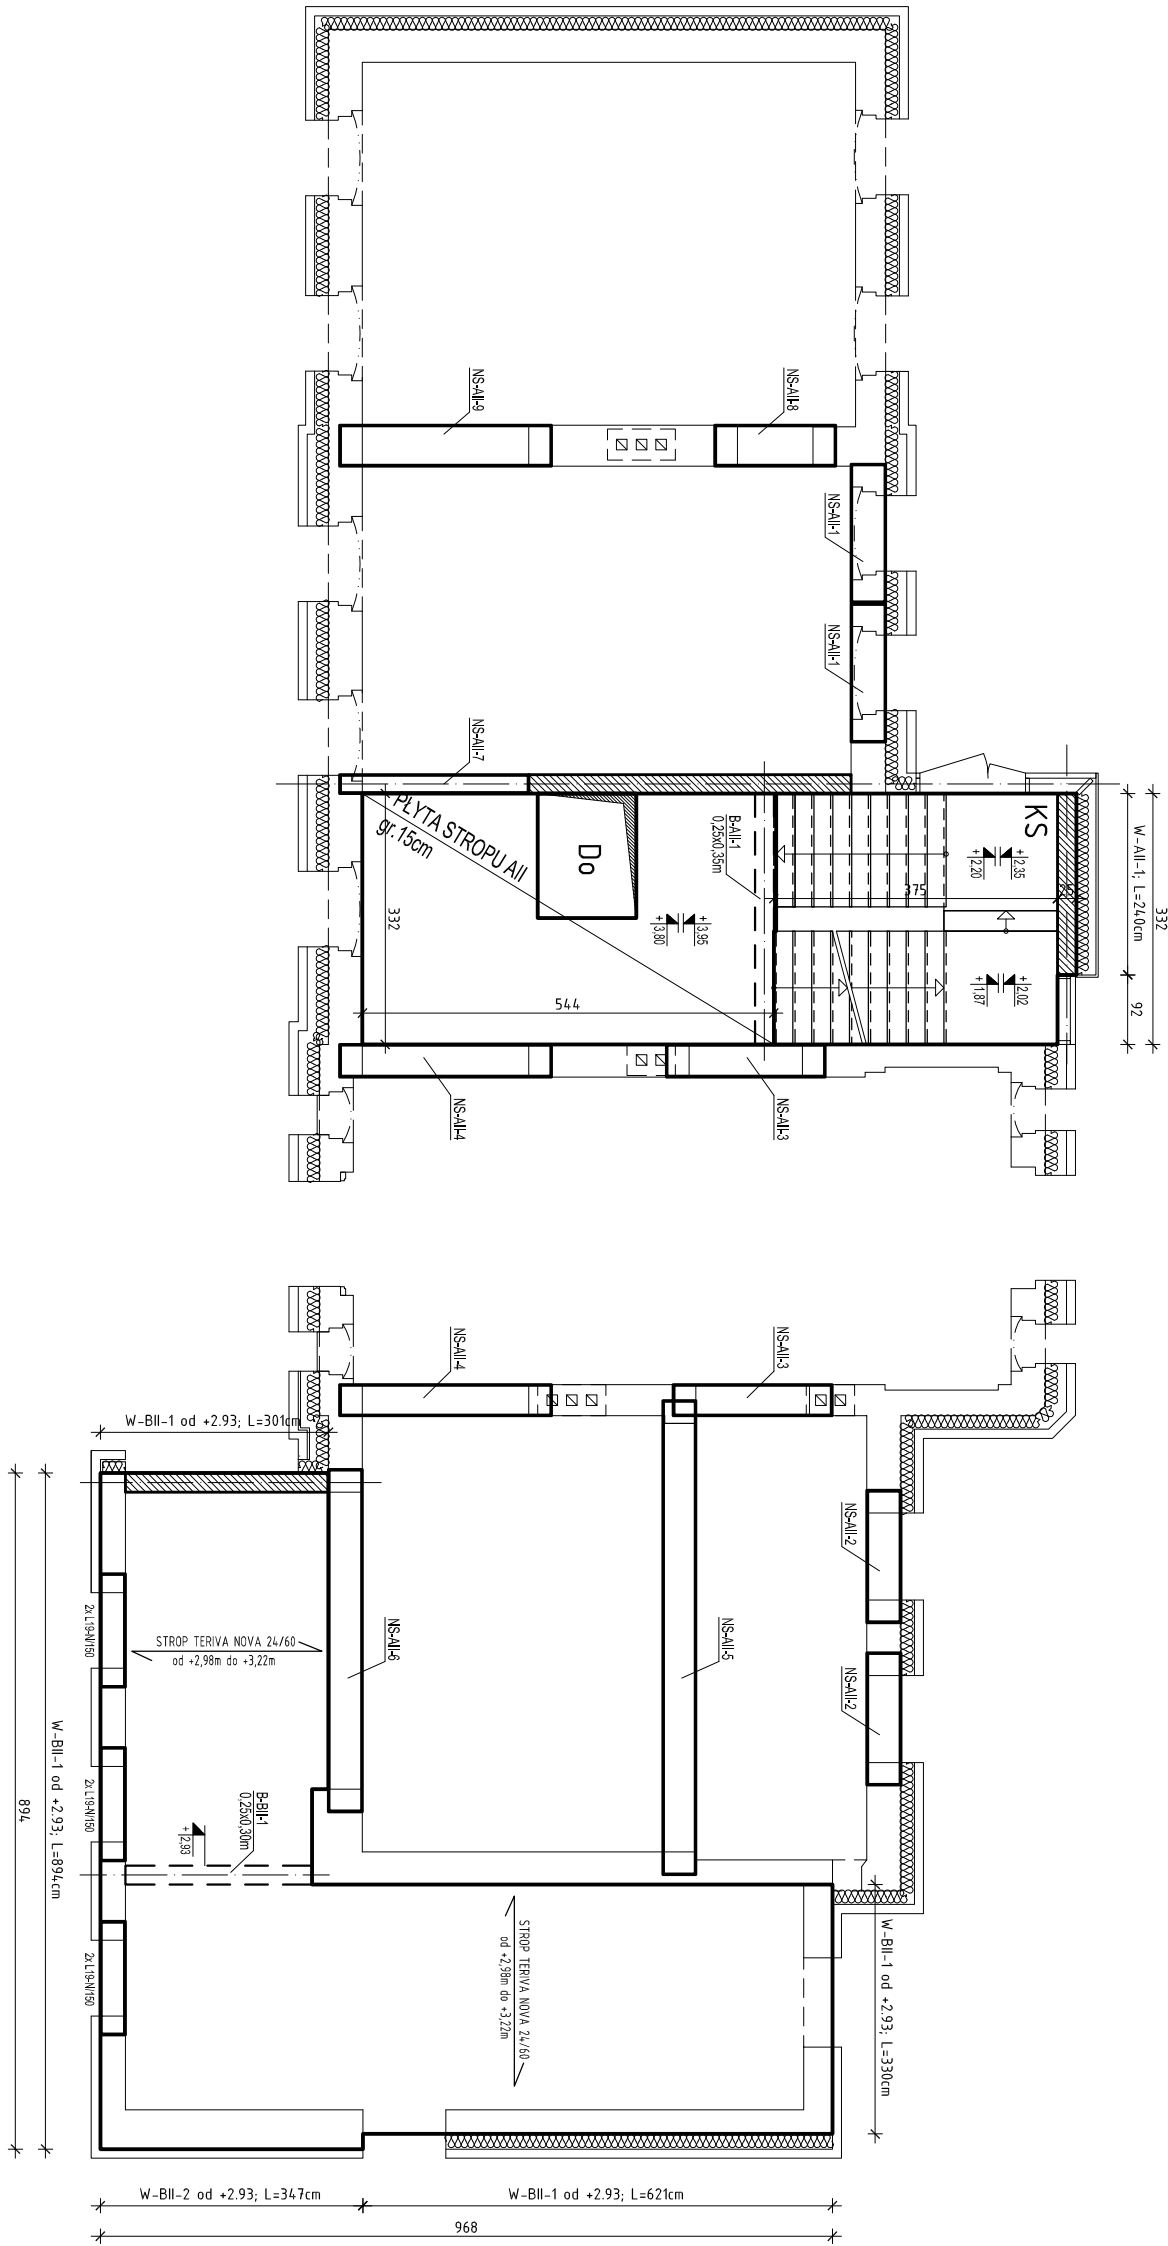 NS-AII-9
NS-AII-8
NS-AII-1
NS-AII-1
NS-AII-7
PŁYTA STROPU AII
gr.15cm
Do
B-AII-1
0,25x0,35m
KS
+2,35
+2,20
W-AII-1; L=240cm
332
375
25
332
+3,95
+3,80
+2,02
+1,87
92
544
NS-AII-4
NS-AII-3
NS-AII-4
NS-AII-3
W-BII-1 od +2.93; L=301cm
NS-AII-2
NS-AII-6
NS-AII-5
NS-AII-2
2x L19-N/150
STROP TERIVA NOVA 24/60
od +2,98m do +3,22m
W-BII-1 od +2.93; L=894cm
894
2x L19-N/150
B-BII-1
0,25x0,30m
+2,93
2x L19-N/150
STROP TERIVA NOVA 24/60
od +2,98m do +3,22m
W-BII-1 od +2.93; L=330cm
W-BII-2 od +2.93; L=347cm
W-BII-1 od +2.93; L=621cm
968